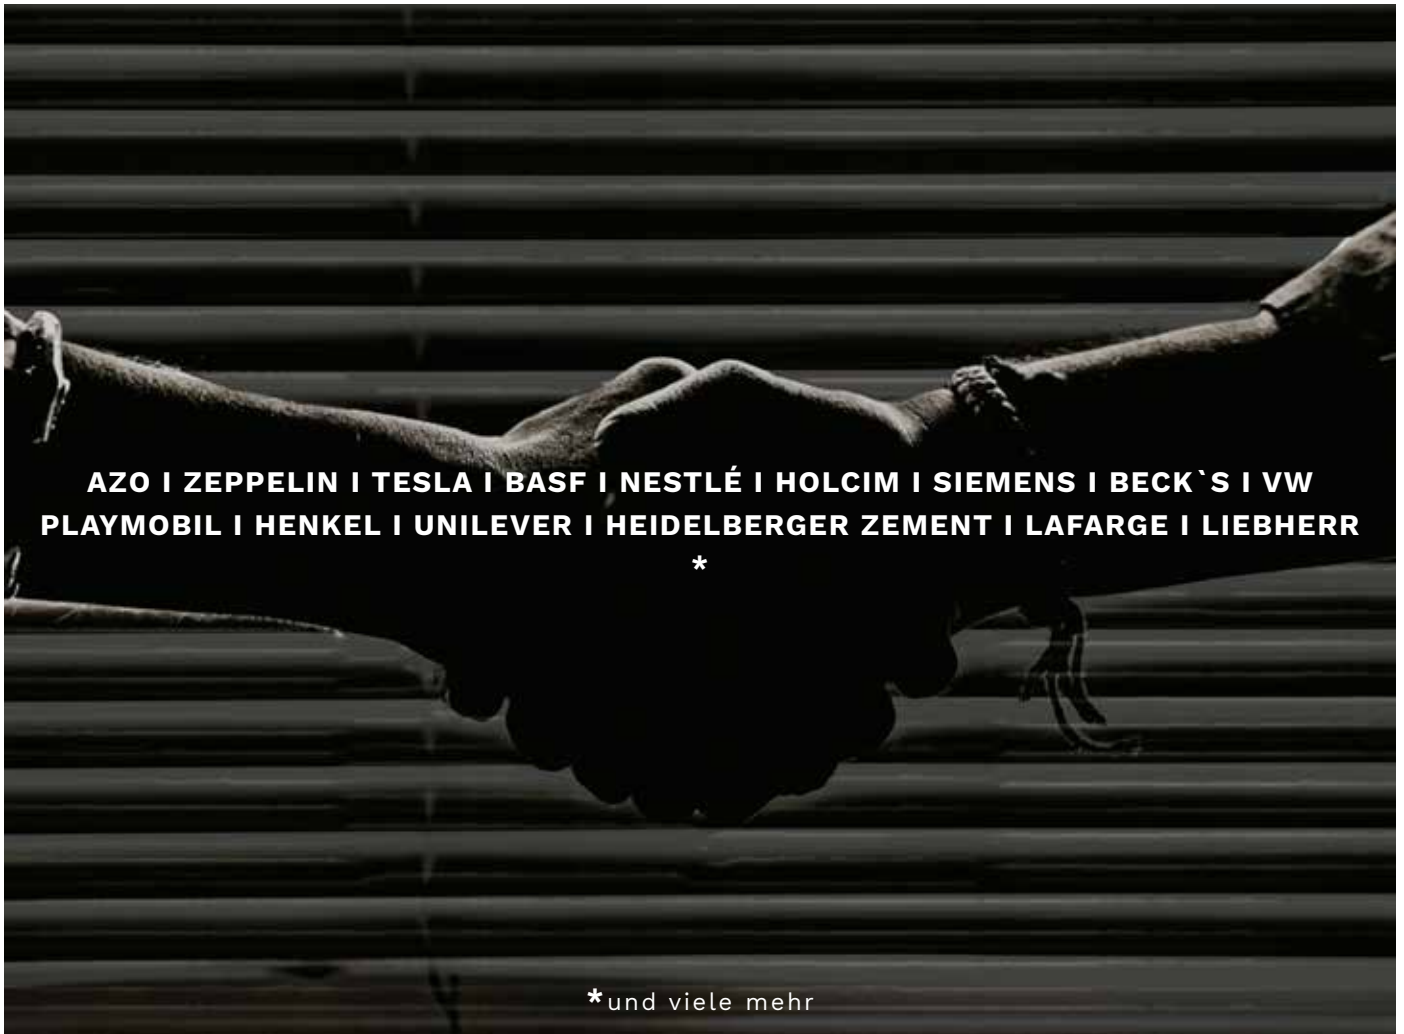 AZO I ZEPPELIN I TESLA I BASF I NESTLÉ I HOLCIM I SIEMENS I BECK`S I VW
PLAYMOBIL I HENKEL I UNILEVER I HEIDELBERGER ZEMENT I LAFARGE I LIEBHERR
*
*und viele mehr